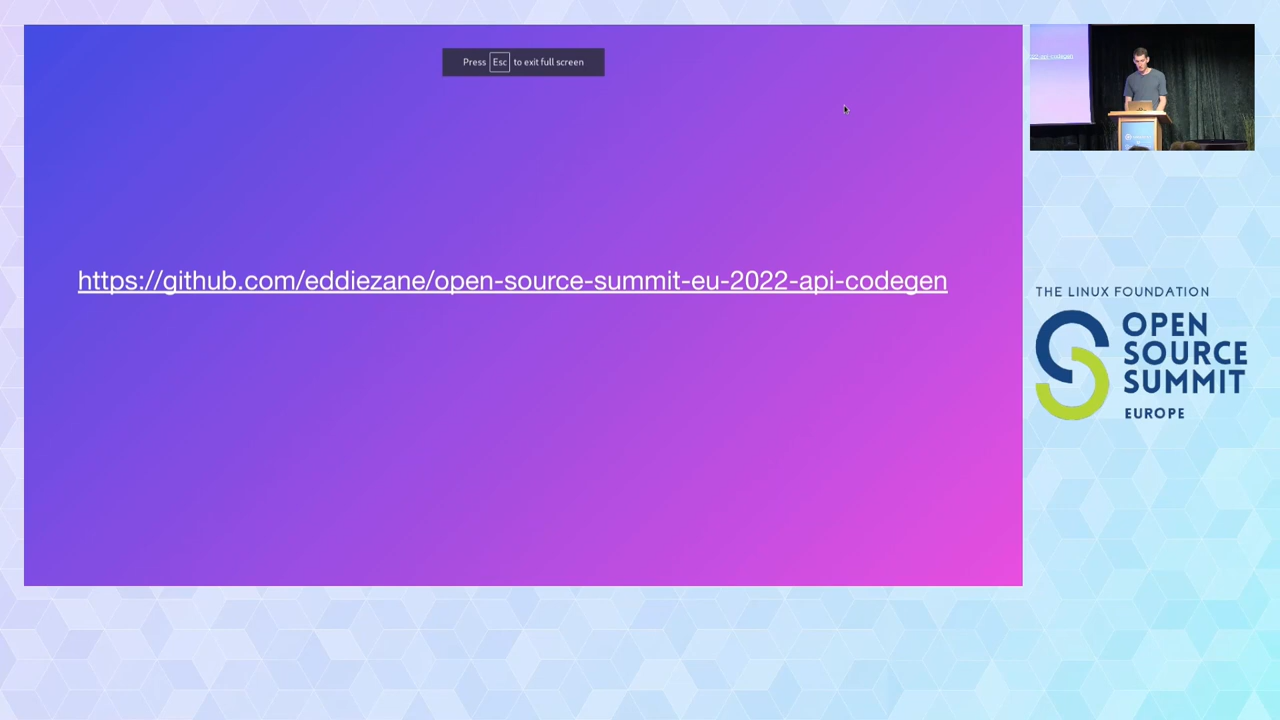 Press Esc to exit full screen
https://github.com/eddiezane/open-source-summit-eu-2022-api-codegen
THE LINUX FOUNDATION
OPEN
SOURCE
SUMMIT
EUROPE